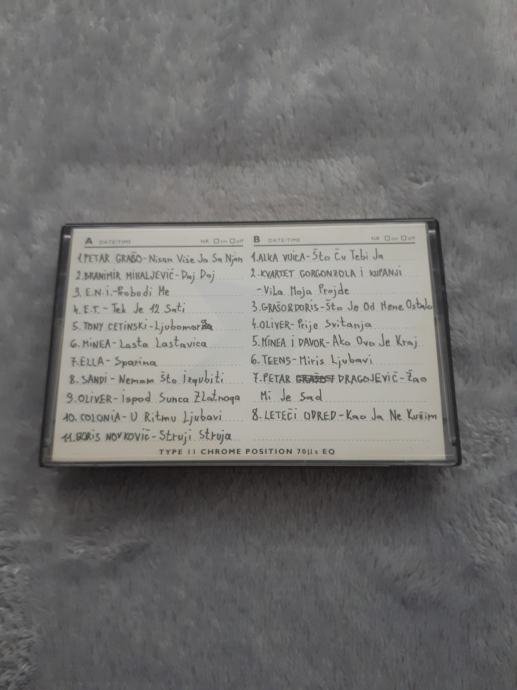 A DATE/TIME NR □on □off
1.PETAR GRAŠO-Nisan Više Ja Sa Njom
2.BRANIMIR MIHALJEVIĆ-Daj Daj
3. E.N.i.-Probodi Me
4. E.T.- Tek Je 12 Sati
5. TONY CETINSKI-Ljubomorna
6. MINEA-Lasta Lastavica
7.ELLA-Sparina
8. SANDI-Nemam Što Izgubiti
9.OLIVER-Ispod Sunca Zlatnoga
10. COLONIA-U Ritmu Ljubavi
11.BORIS NOVKOVIĆ-Struji Struja
B DATE/TIME NR □on □off
1.ALKA VUICA-Što Ću Tebi Ja
2. KVARTET GORGONZOLA i KUPANJI
-Vila Moja Projde
3.GRAŠO&DORIS-Što Je Od Mene Ostalo
4.OLIVER-Prije Svitanja
5.MINEA i DAVOR-Ako Ovo Je Kraj
6. TEENS-Miris Ljubavi
7.PETAR DRAGOJEVIĆ-Žao
Mi Je Sad
8. LETEĆI ODRED-Kao Ja Ne Kužim
TYPE II CHROME POSITION 70µs EQ